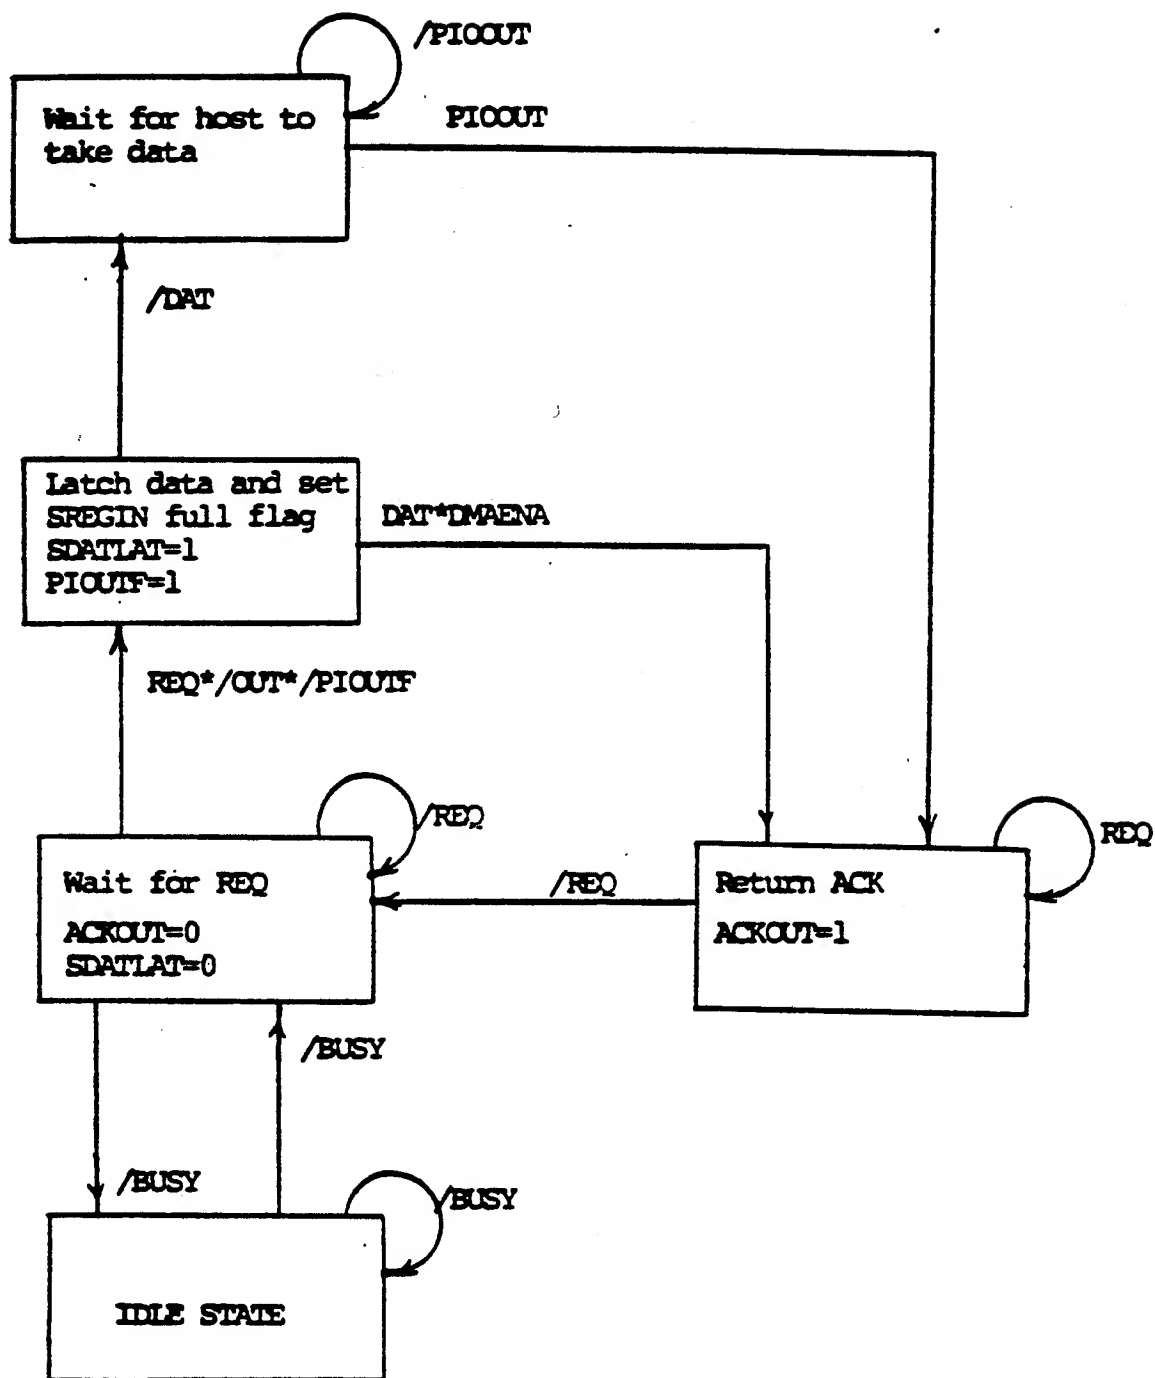 /PIOOUT
Wait for host to
take data
PIOOUT
/DAT
Latch data and set
SREGIN full flag
SDATLAT=1
PIOUTF=1
DAT*DMAENA
REQ*/OUT*/PIOUTF
/REQ
Wait for REQ
ACKOUT=0
SDATLAT=0
/REQ
Return ACK
ACKOUT=1
REQ
/BUSY
/BUSY
/BUSY
IDLE STATE